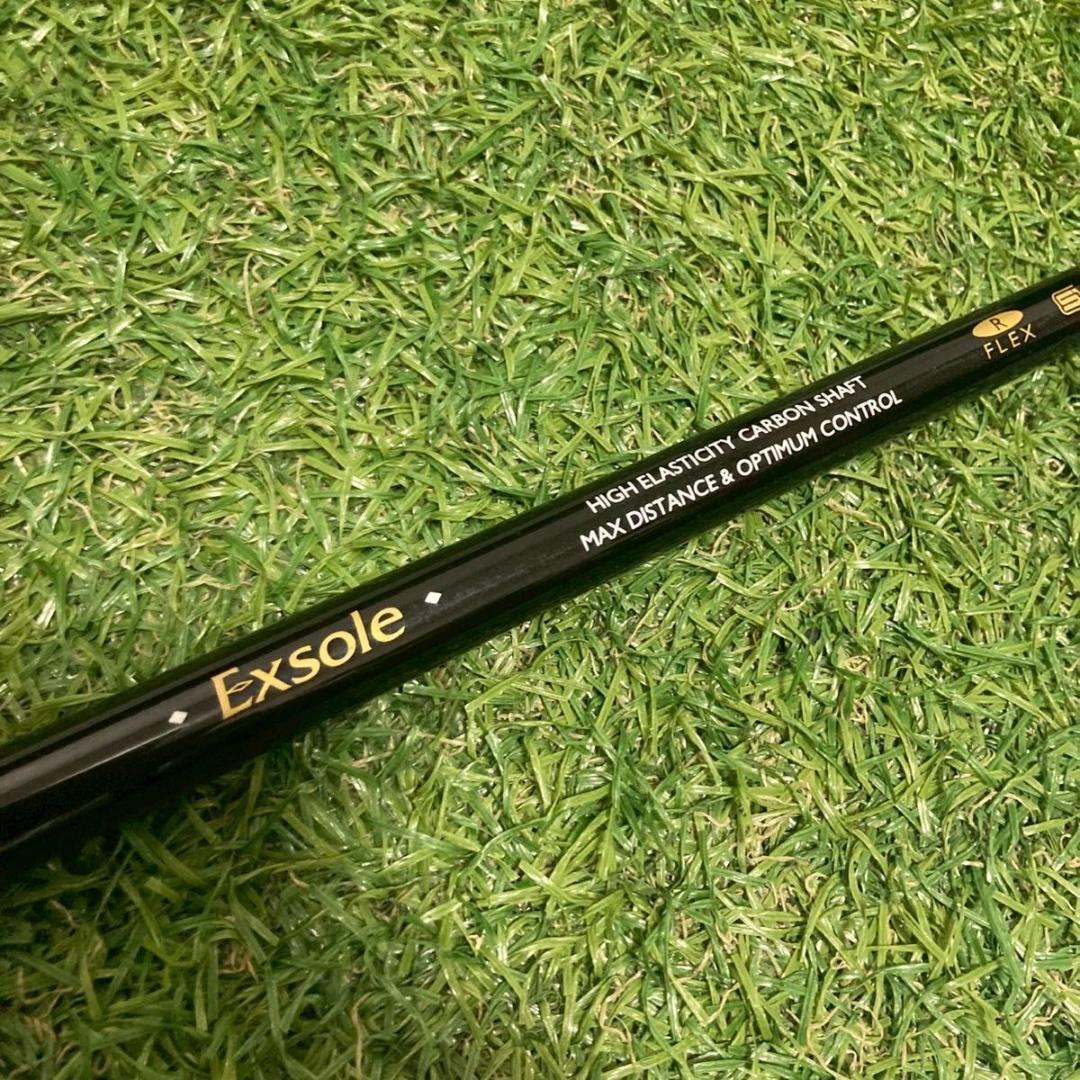 Exsole
HIGH ELASTICITY CARBON SHAFT
MAX DISTANCE & OPTIMUM CONTROL
R
FLEX